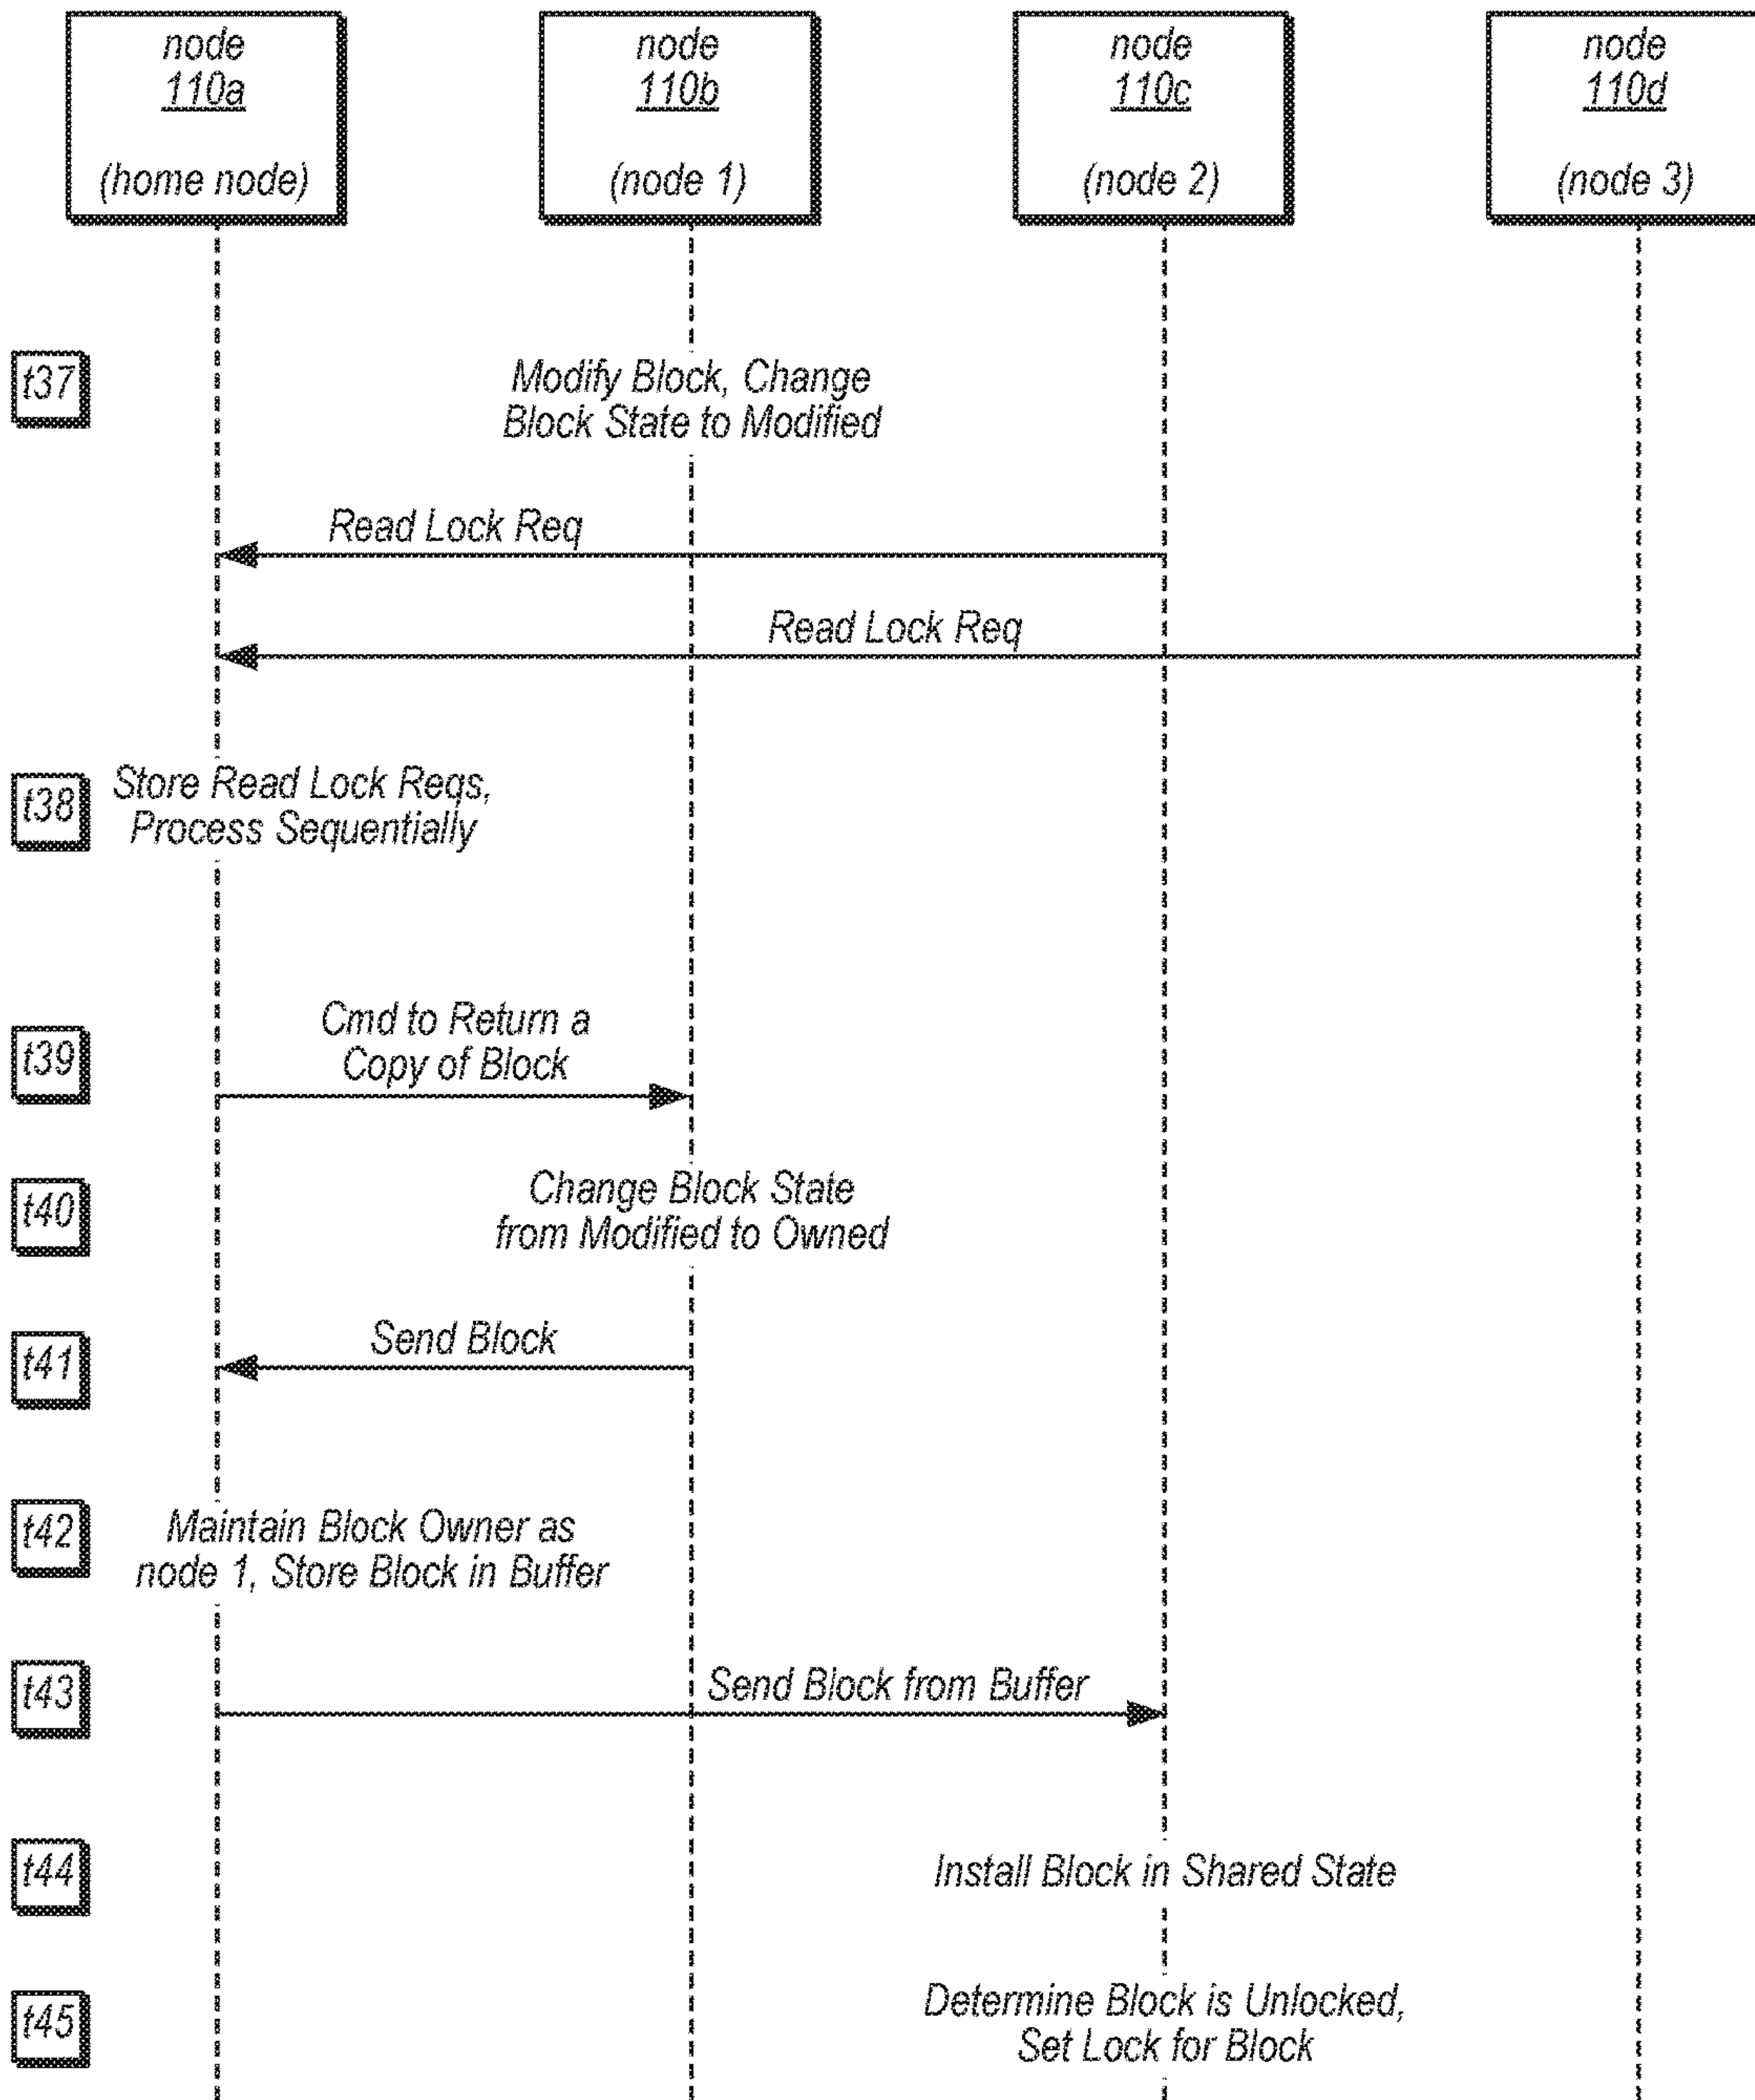 node
110a
(home node)
node
110b
(node 1)
node
110c
(node 2)
node
110d
(node 3)
t37
Modify Block, Change
Block State to Modified
Read Lock Req
Read Lock Req
t38
Store Read Lock Reqs,
Process Sequentially
t39
Cmd to Return a
Copy of Block
t40
Change Block State
from Modified to Owned
t41
Send Block
t42
Maintain Block Owner as
node 1, Store Block in Buffer
t43
Send Block from Buffer
t44
Install Block in Shared State
t45
Determine Block is Unlocked,
Set Lock for Block